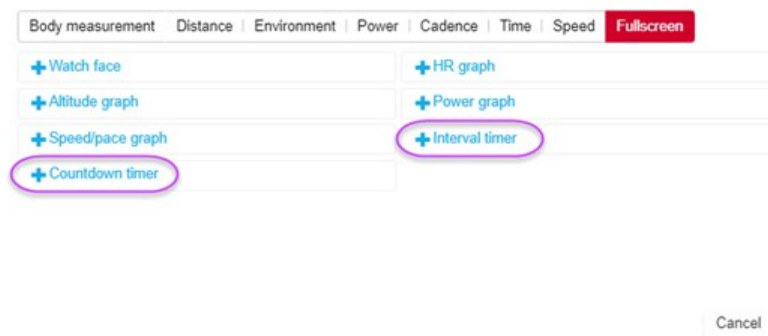 Body measurement Distance Environment Power Cadence Time Speed Fullscreen
Watch face HR graph
Altitude graph Power graph
Speed/pace graph Interval timer
Countdown timer
Cancel